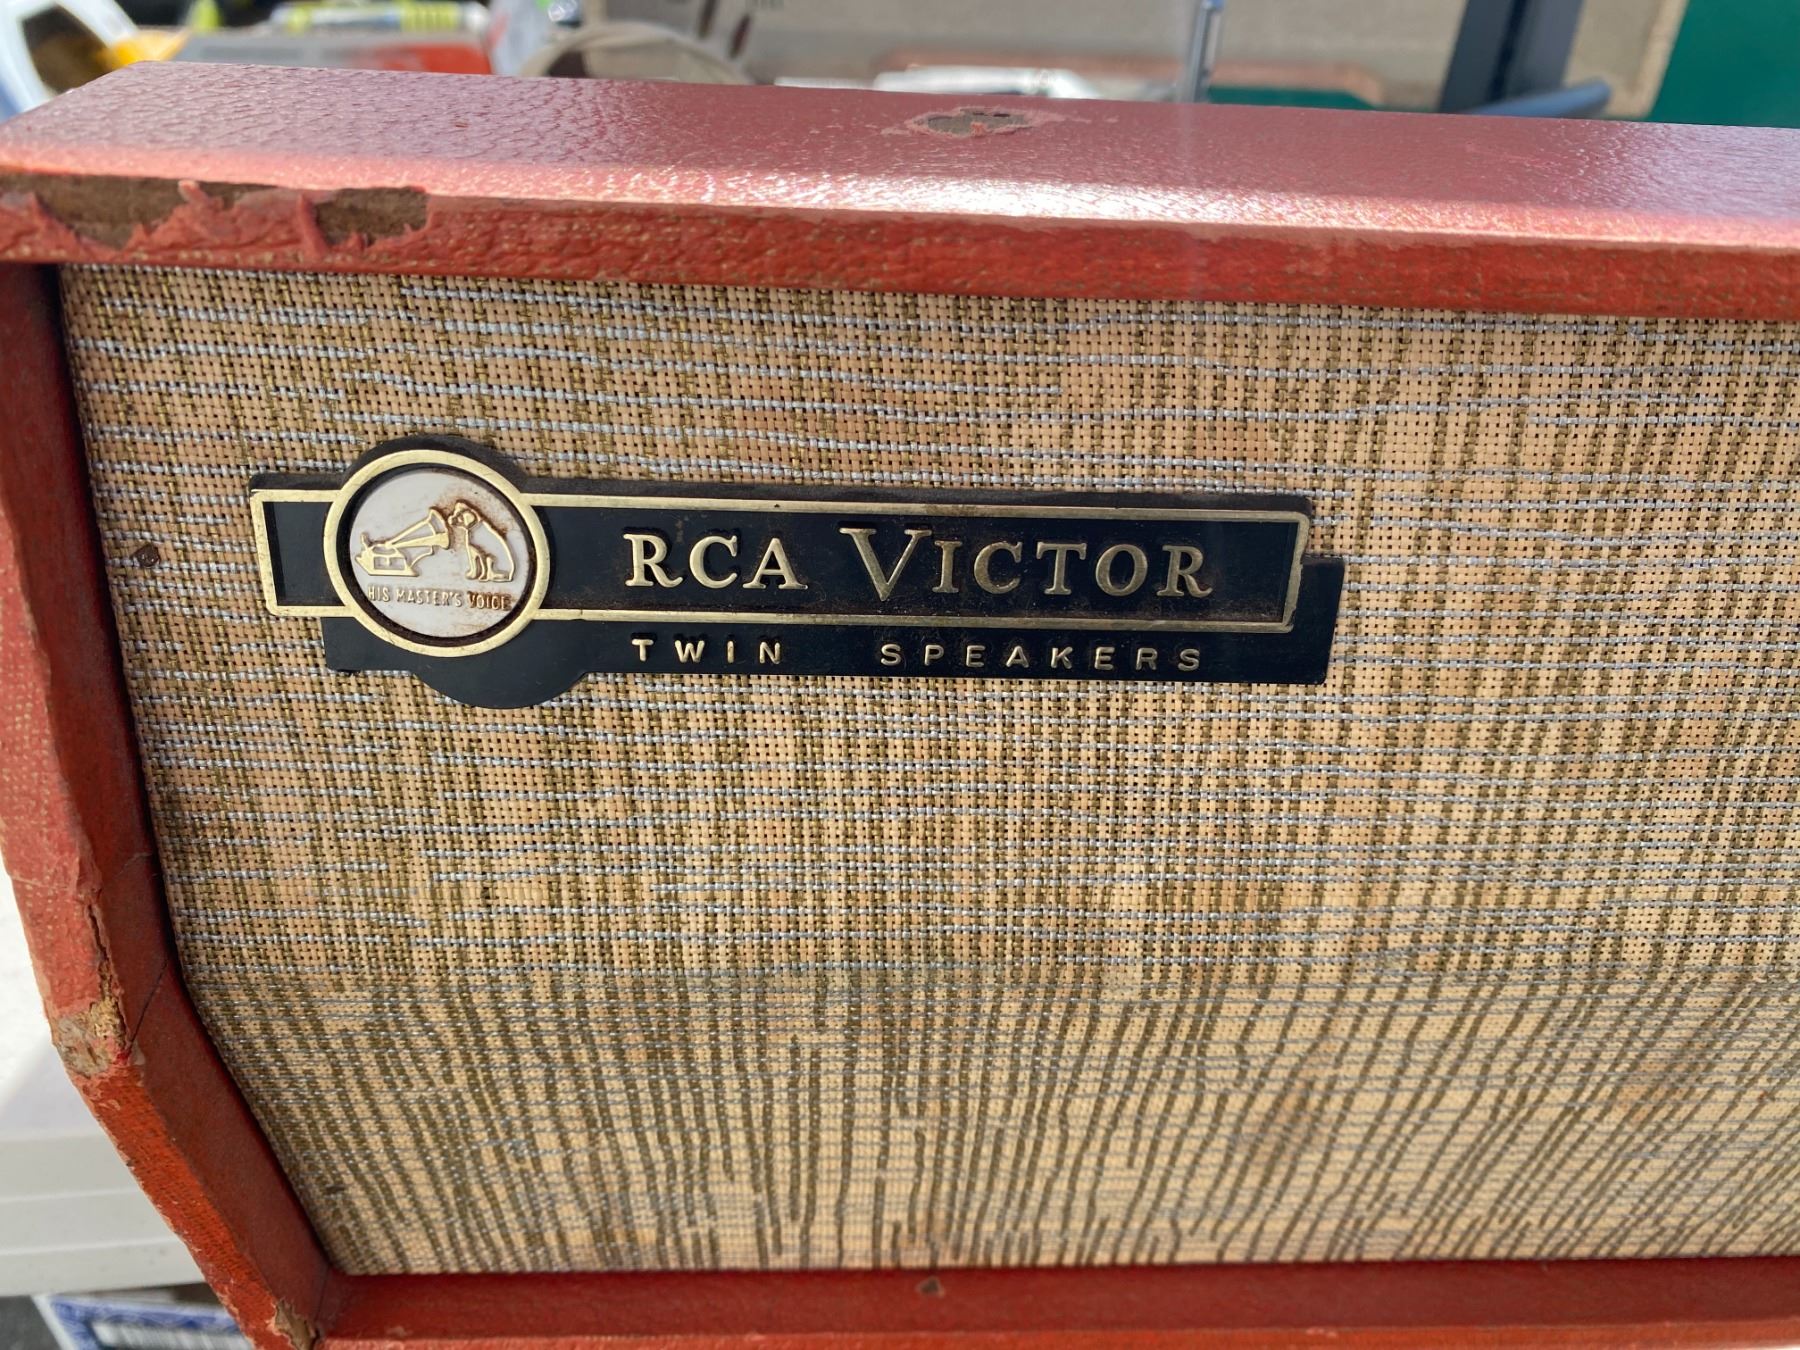 RCA VICTOR
HIS MASTER'S VOICE
TWIN SPEAKERS